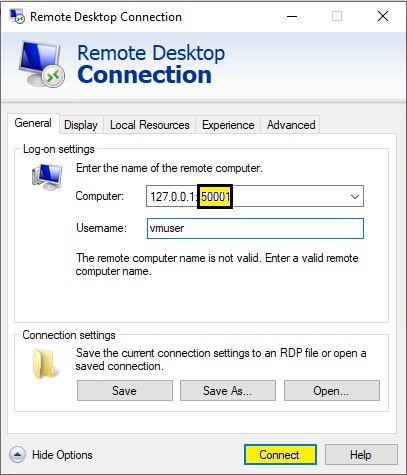 Remote Desktop Connection
Remote Desktop
Connection
General Display Local Resources Experience Advanced
Log-on settings
Enter the name of the remote computer.
Computer: 127.0.0.1:50001
Username: vmuser
The remote computer name is not valid. Enter a valid remote
computer name.
Connection settings
Save the current connection settings to an RDP file or open a
saved connection.
Save Save As... Open...
Hide Options Connect Help